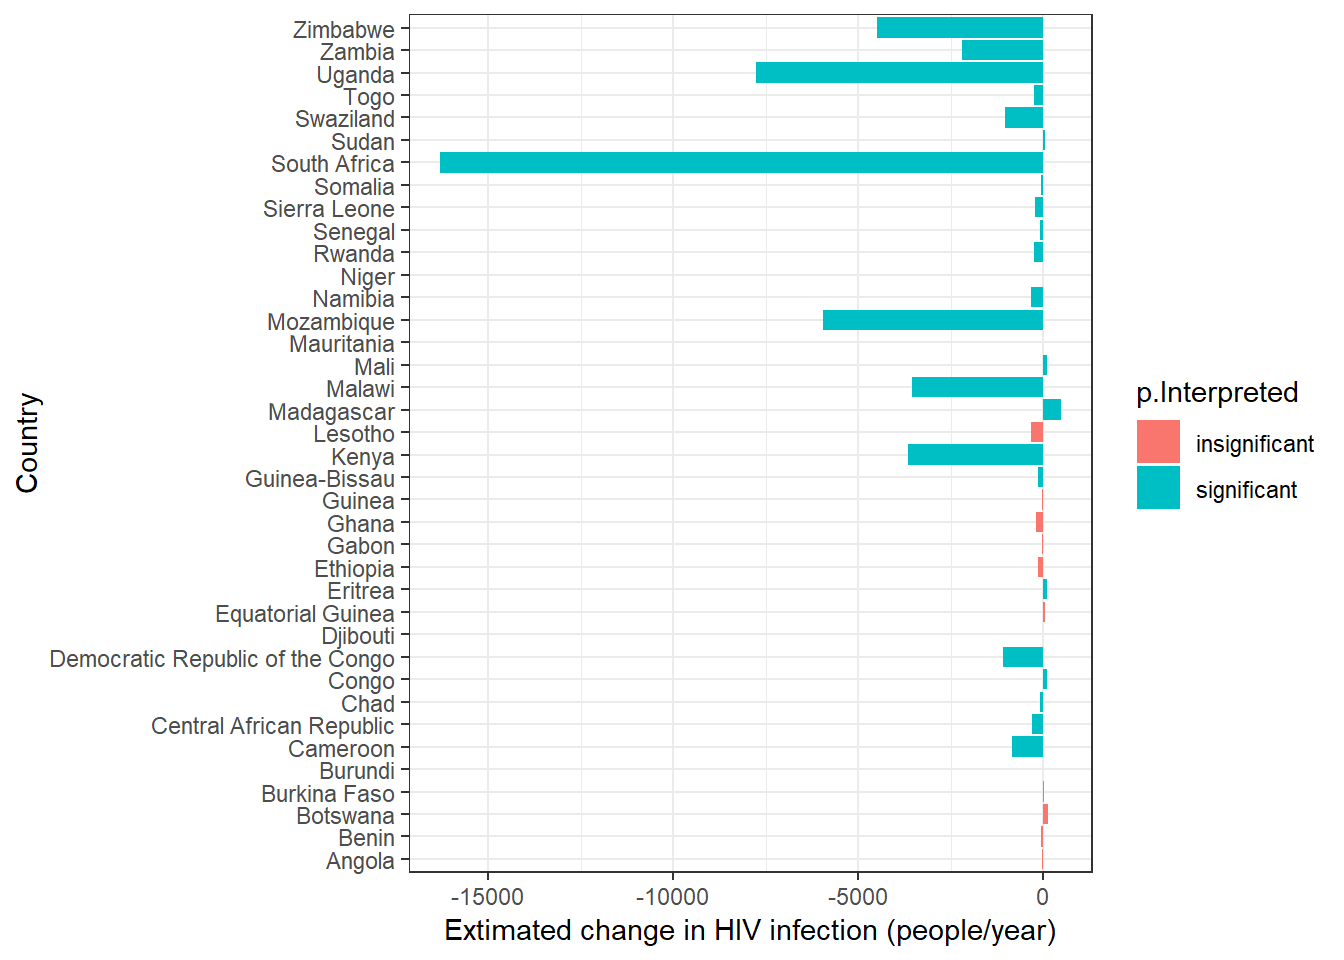 Zimbabwe
Zambia
Uganda
Togo
Swaziland
Sudan
South Africa
Somalia
Sierra Leone
Senegal
Rwanda
Niger
Namibia
Mozambique
Mauritania
Mali
Malawi
Madagascar
Lesotho
Kenya
Guinea-Bissau
Guinea
Ghana
Gabon
Ethiopia
Eritrea
Equatorial Guinea
Djibouti
Democratic Republic of the Congo
Congo
Chad
Central African Republic
Cameroon
Burundi
Burkina Faso
Botswana
Benin
Angola
Country
-15000 -10000 -5000 0
Extimated change in HIV infection (people/year)
p.Interpreted
insignificant
significant